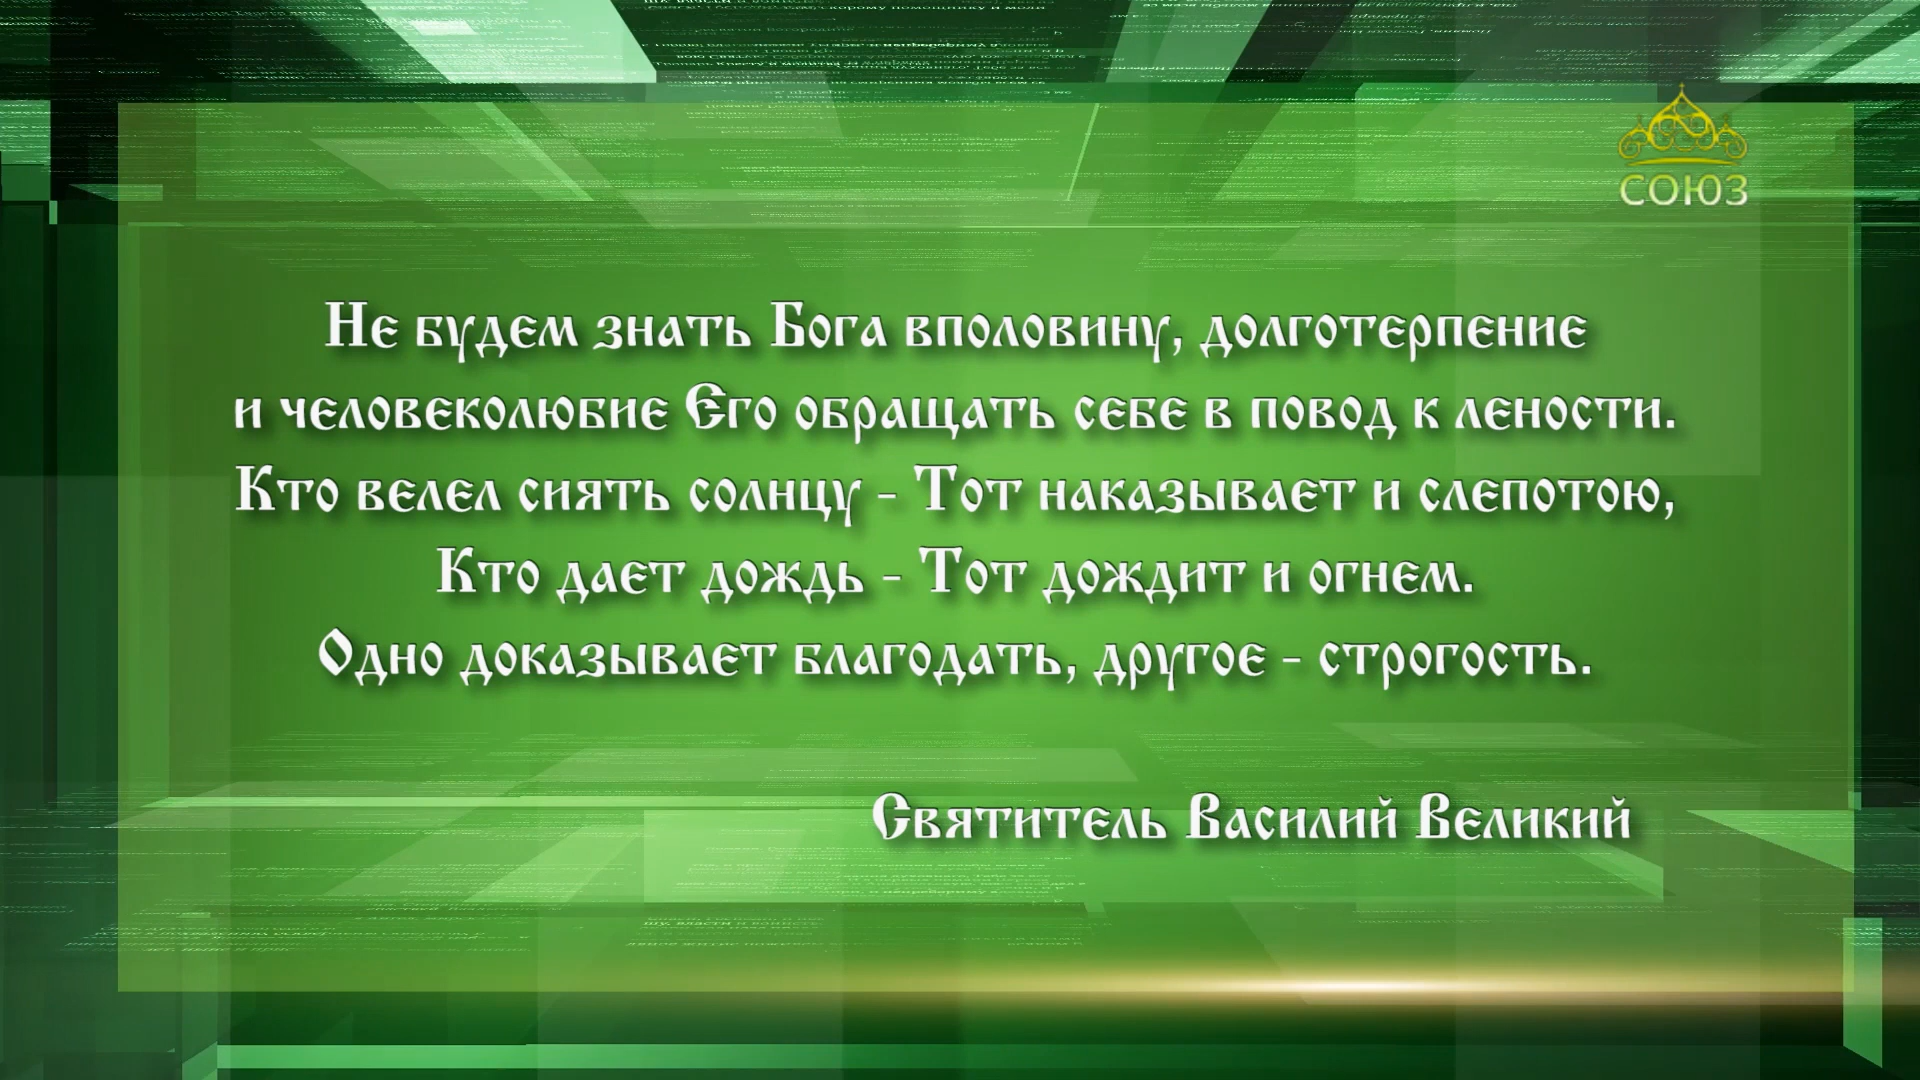 СОЮЗ
Не будем знать Бога вполовину, долготерпение
и человеколюбие Его обращать себе в повод к лености.
Кто велел сиять солнцу - Тот наказывает и слепотою,
Кто дает дождь - Тот дождит и огнем.
Одно доказывает благодать, другое - строгость.
Святитель Василий Великий